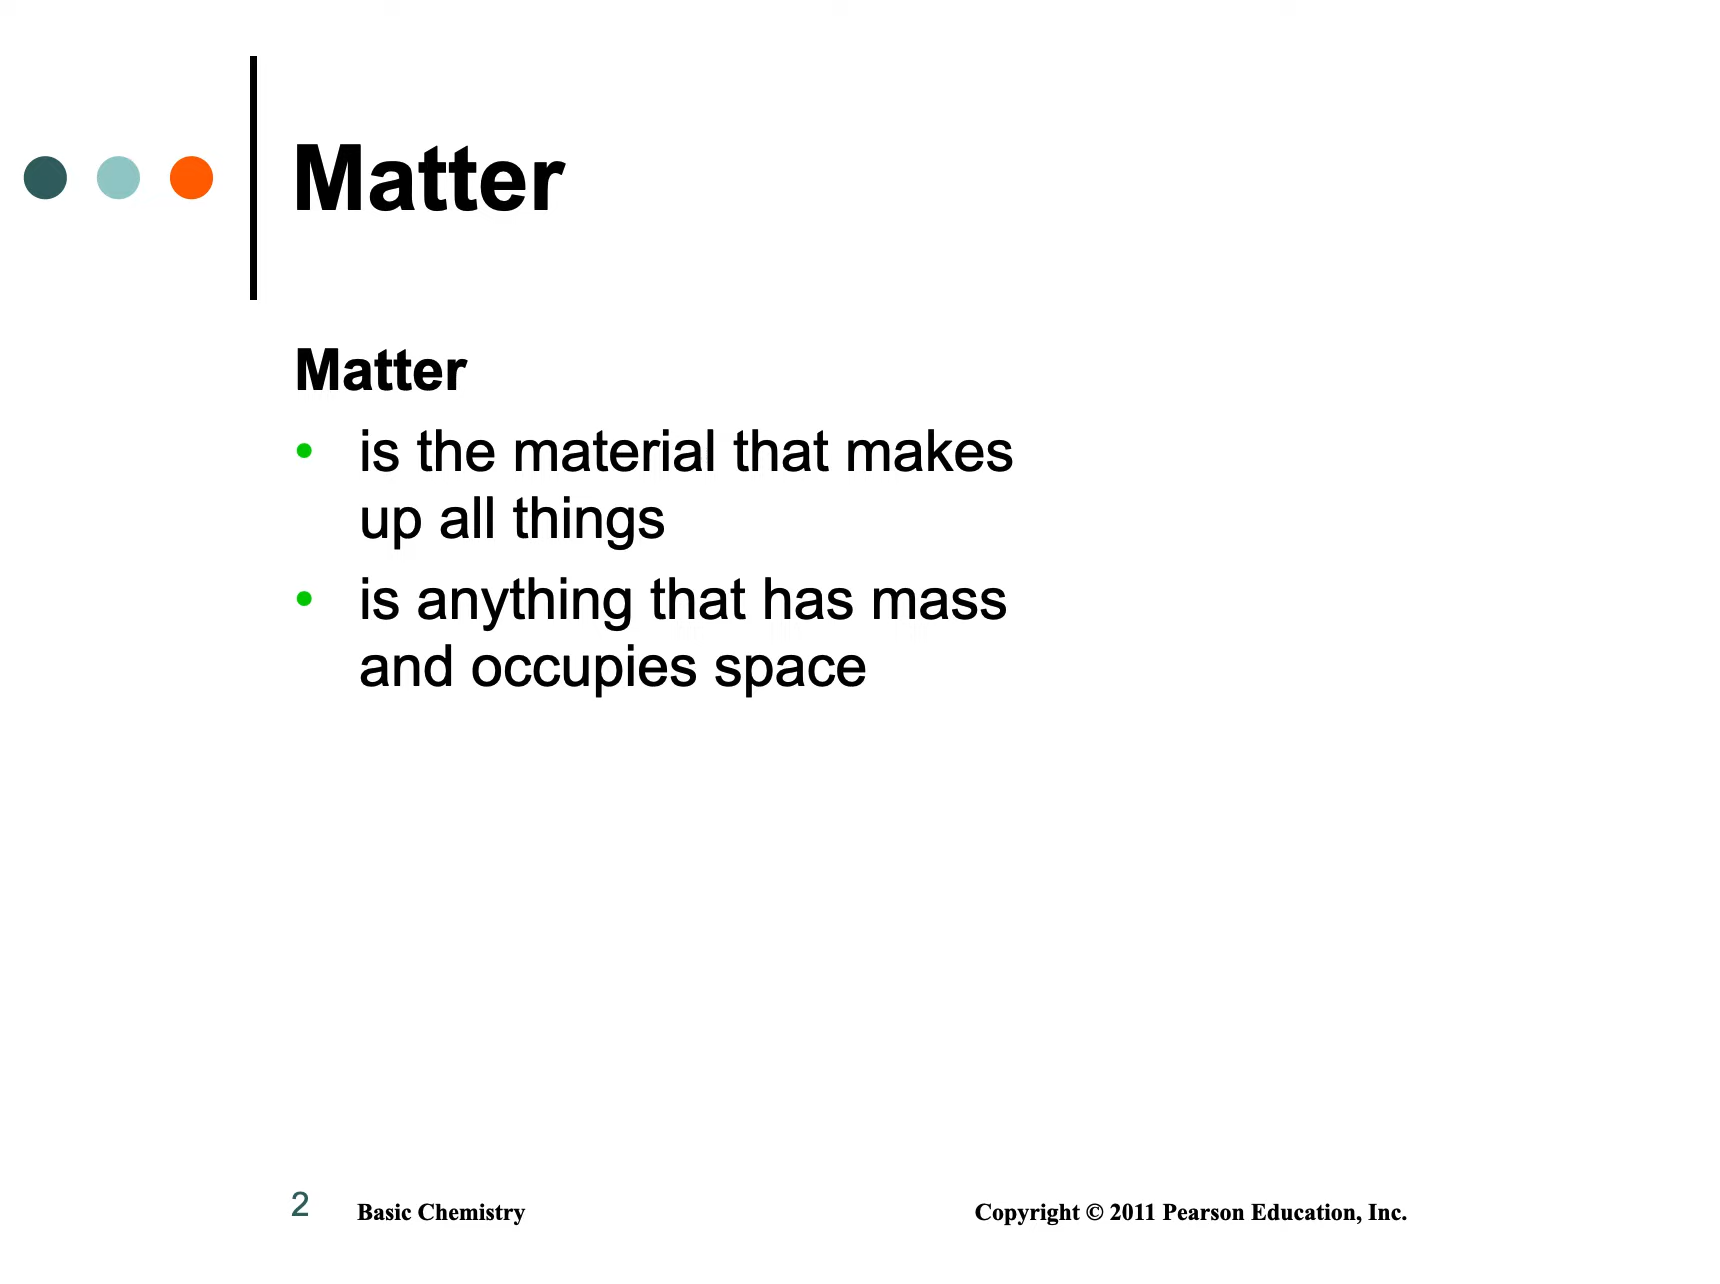 Matter
Matter
• is the material that makes
up all things
• is anything that has mass
and occupies space
2 Basic Chemistry Copyright © 2011 Pearson Education, Inc.